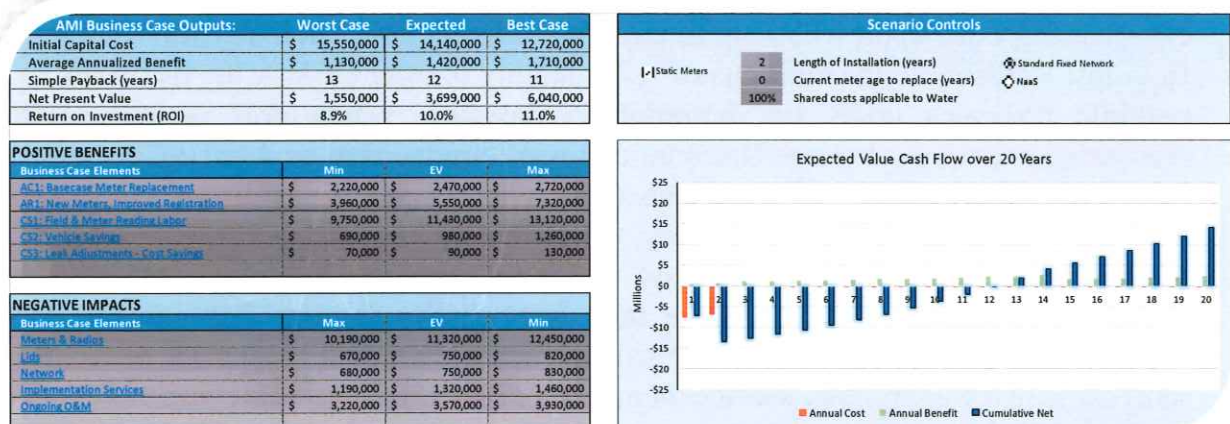 AMI Business Case Outputs: Worst Case Expected Best Case
Initial Capital Cost $ 15,550,000 $ 14,140,000 $ 12,720,000
Average Annualized Benefit $ 1,130,000 $ 1,420,000 $ 1,710,000
Simple Payback (years) 13 12 11
Net Present Value $ 1,550,000 $ 3,699,000 $ 6,040,000
Return on Investment (ROI) 8.9% 10.0% 11.0%
POSITIVE BENEFITS
Business Case Elements Min EV Max
AC1: Basecase Meter Replacement $ 2,220,000 $ 2,470,000 $ 2,720,000
AR1: New Meters, Improved Registration $ 3,960,000 $ 5,550,000 $ 7,320,000
CS1: Field & Meter Reading Labor $ 9,750,000 $ 11,430,000 $ 13,120,000
CS2: Vehicle Savings $ 690,000 $ 980,000 $ 1,260,000
CS3: Leak Adjustments - Cost Savings $ 70,000 $ 90,000 $ 130,000
NEGATIVE IMPACTS
Business Case Elements Max EV Min
Meters & Radios $ 10,190,000 $ 11,320,000 $ 12,450,000
Lids $ 670,000 $ 750,000 $ 820,000
Network $ 680,000 $ 750,000 $ 830,000
Implementation Services $ 1,190,000 $ 1,320,000 $ 1,460,000
Ongoing O&M $ 3,220,000 $ 3,570,000 $ 3,930,000
Scenario Controls
Static Meters
2 Length of Installation (years)
0 Current meter age to replace (years)
100% Shared costs applicable to Water
Standard Fixed Network
NaaS
Expected Value Cash Flow over 20 Years
Millions
$25
$20
$15
$10
$5
$0
-$5
-$10
-$15
-$20
-$25
1 2 3 4 5 6 7 8 9 10 11 12 13 14 15 16 17 18 19 20
Annual Cost Annual Benefit Cumulative Net